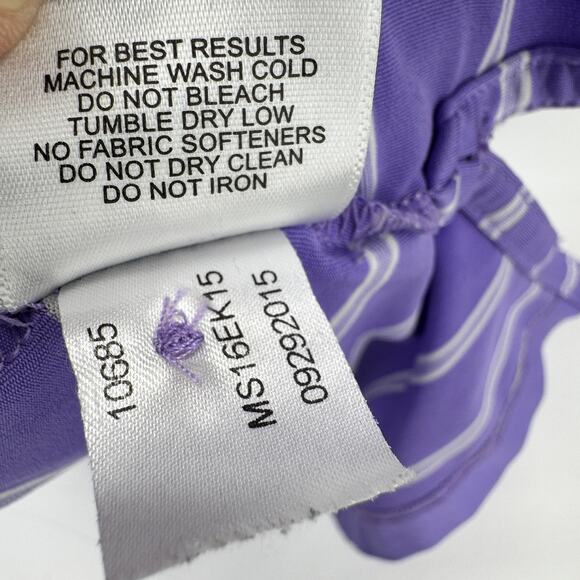 FOR BEST RESULTS
MACHINE WASH COLD
DO NOT BLEACH
TUMBLE DRY LOW
NO FABRIC SOFTENERS
DO NOT DRY CLEAN
DO NOT IRON
10685
MS16EK15
09292015